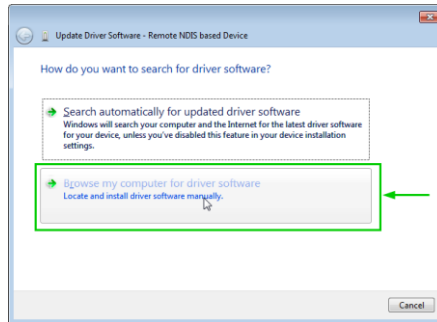 Update Driver Software - Remote NDIS based Device
How do you want to search for driver software?
Search automatically for updated driver software
Windows will search your computer and the Internet for the latest driver software
for your device, unless you've disabled this feature in your device installation
settings.
Browse my computer for driver software
Locate and install driver software manually.
Cancel